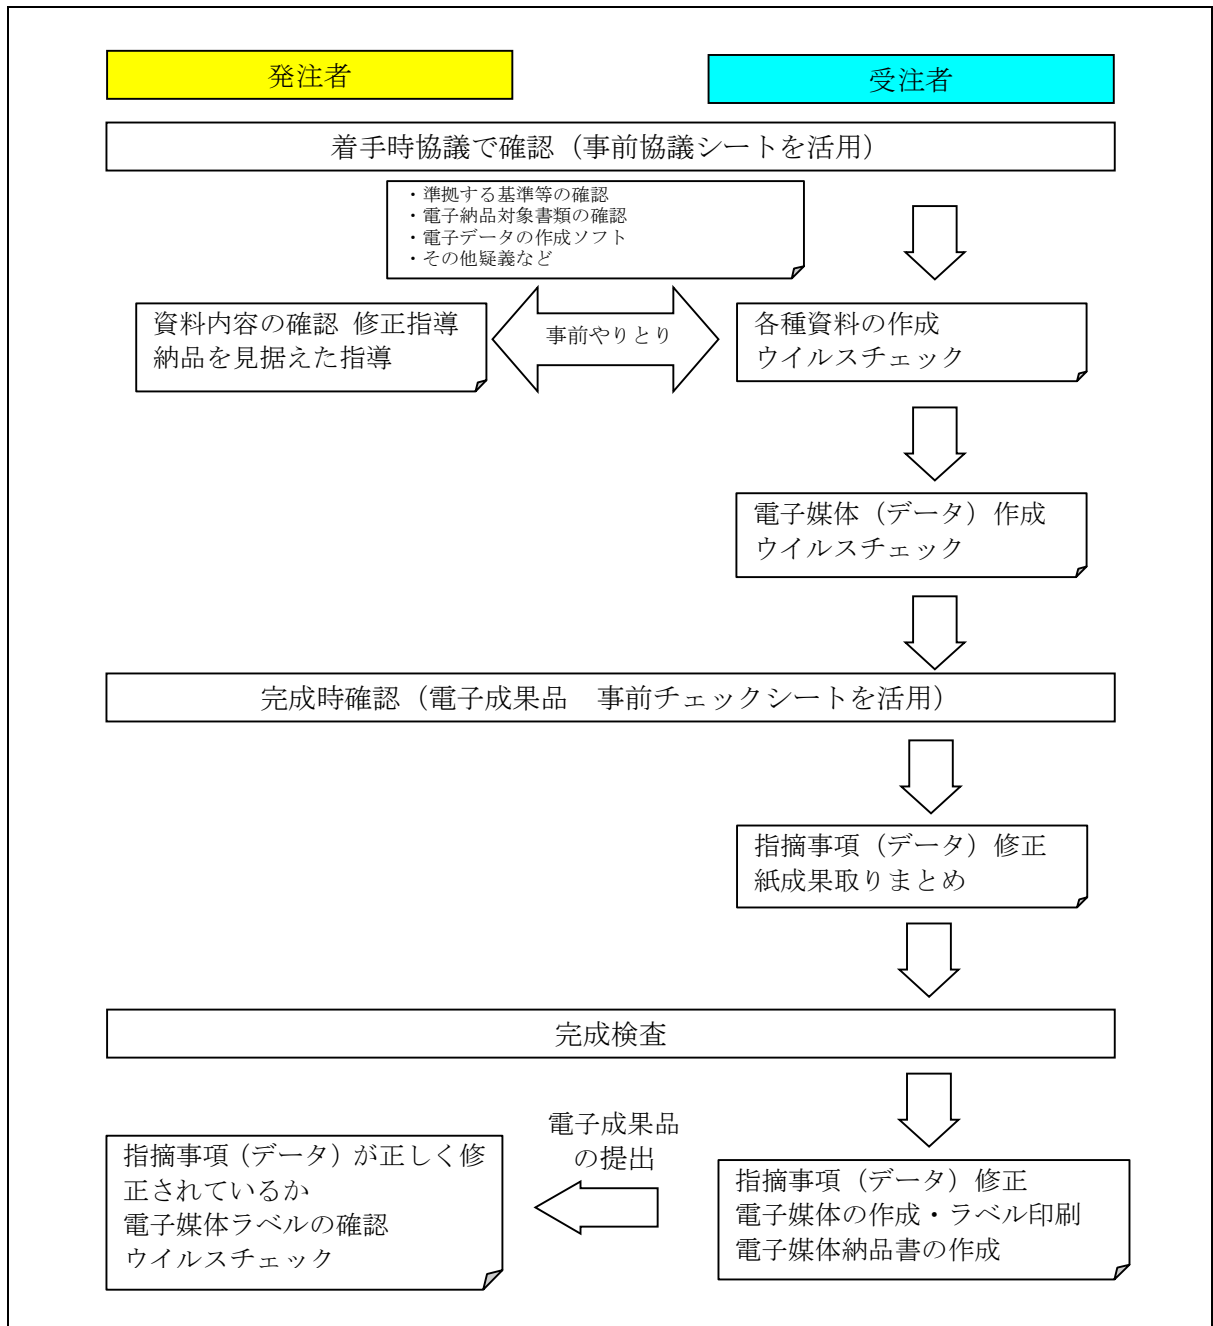 発注者
受注者
着手時協議で確認（事前協議シートを活用）
・準拠する基準等の確認
・電子納品対象書類の確認
・電子データの作成ソフト
・その他疑義など
資料内容の確認 修正指導
納品を見据えた指導
事前やりとり
各種資料の作成
ウイルスチェック
電子媒体（データ）作成
ウイルスチェック
完成時確認（電子成果品　事前チェックシートを活用）
指摘事項（データ）修正
紙成果取りまとめ
完成検査
電子成果品
の提出
指摘事項（データ）が正しく修
正されているか
電子媒体ラベルの確認
ウイルスチェック
指摘事項（データ）修正
電子媒体の作成・ラベル印刷
電子媒体納品書の作成